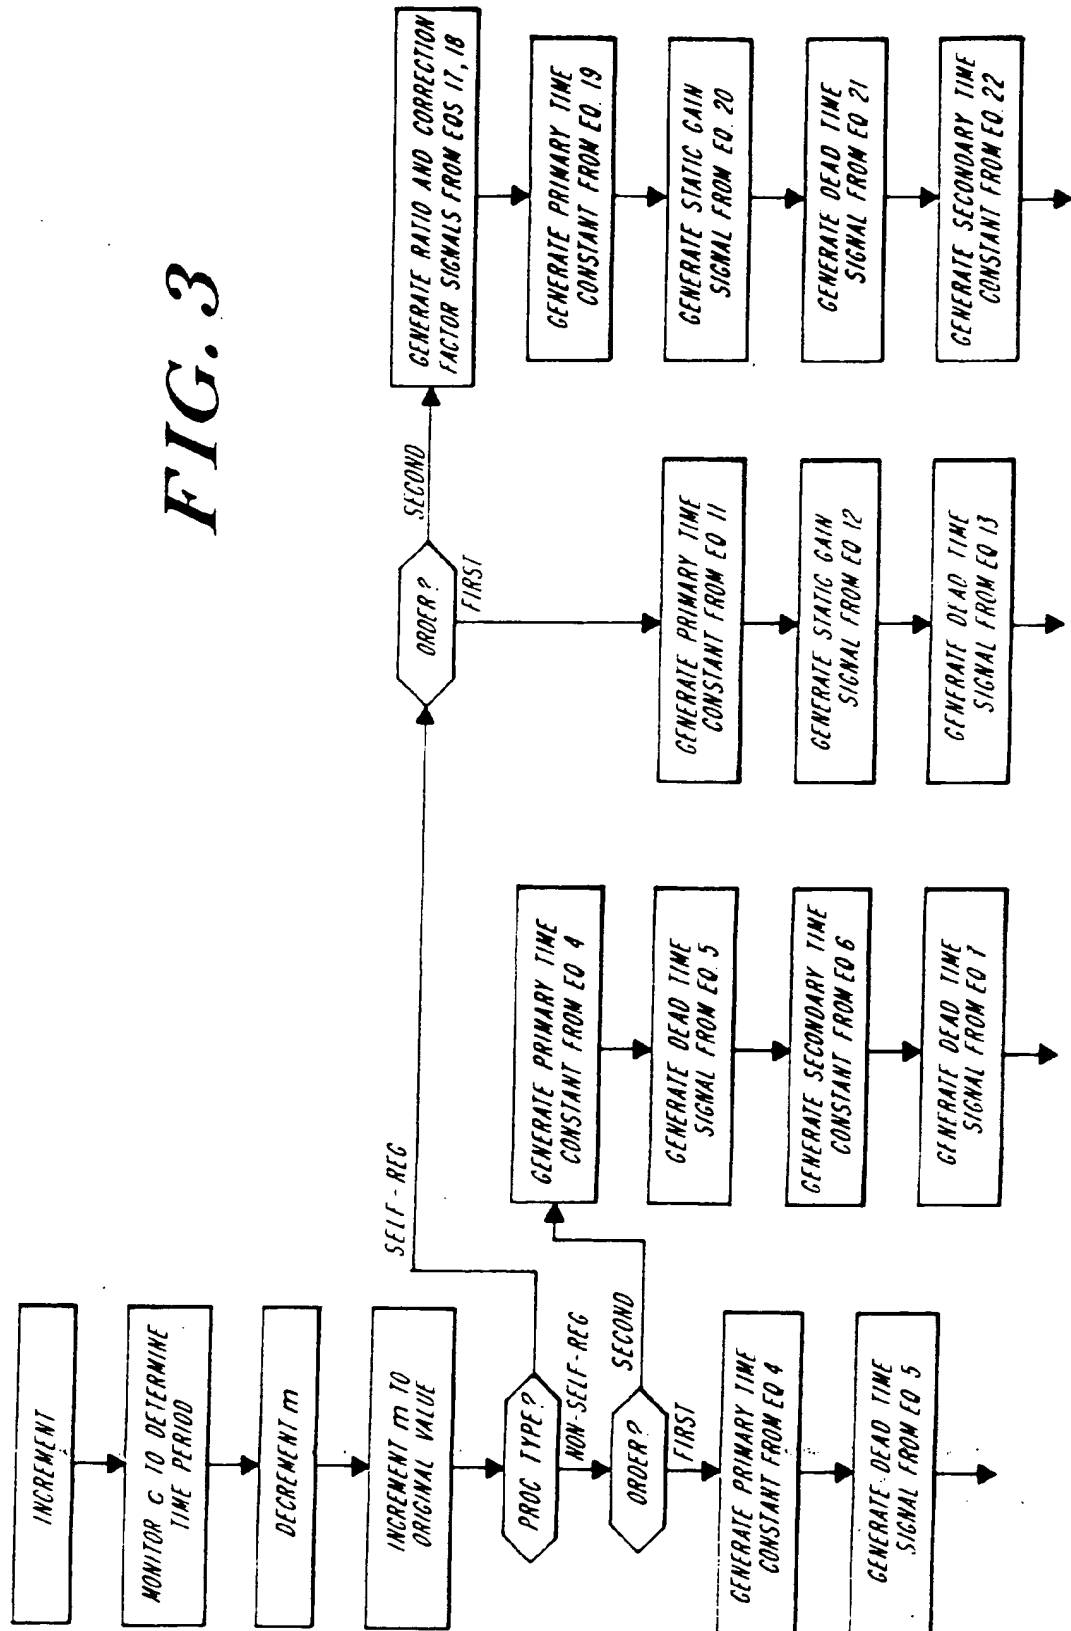 FIG. 3
INCREMENT
MONITOR C TO DETERMINE
TIME PERIOD
DECREMENT m
INCREMENT m TO
ORIGINAL VALUE
PROC TYPE?
SELF-REG
NON-SELF-REG
ORDER?
SECOND
FIRST
GENERATE PRIMARY TIME
CONSTANT FROM EQ 4
GENERATE DEAD TIME
SIGNAL FROM EQ 5
GENERATE PRIMARY TIME
CONSTANT FROM EQ 4
GENERATE DEAD TIME
SIGNAL FROM EQ. 5
GENERATE SECONDARY TIME
CONSTANT FROM EQ 6
GENERATE DEAD TIME
SIGNAL FROM EQ 7
ORDER?
SECOND
FIRST
GENERATE PRIMARY TIME
CONSTANT FROM EQ 11
GENERATE STATIC GAIN
SIGNAL FROM EQ 12
GENERATE DEAD TIME
SIGNAL FROM EQ 13
GENERATE RATIO AND CORRECTION
FACTOR SIGNALS FROM EQS 17, 18
GENERATE PRIMARY TIME
CONSTANT FROM EQ. 19
GENERATE STATIC GAIN
SIGNAL FROM EQ. 20
GENERATE DEAD TIME
SIGNAL FROM EQ 21
GENERATE SECONDARY TIME
CONSTANT FROM EQ. 22